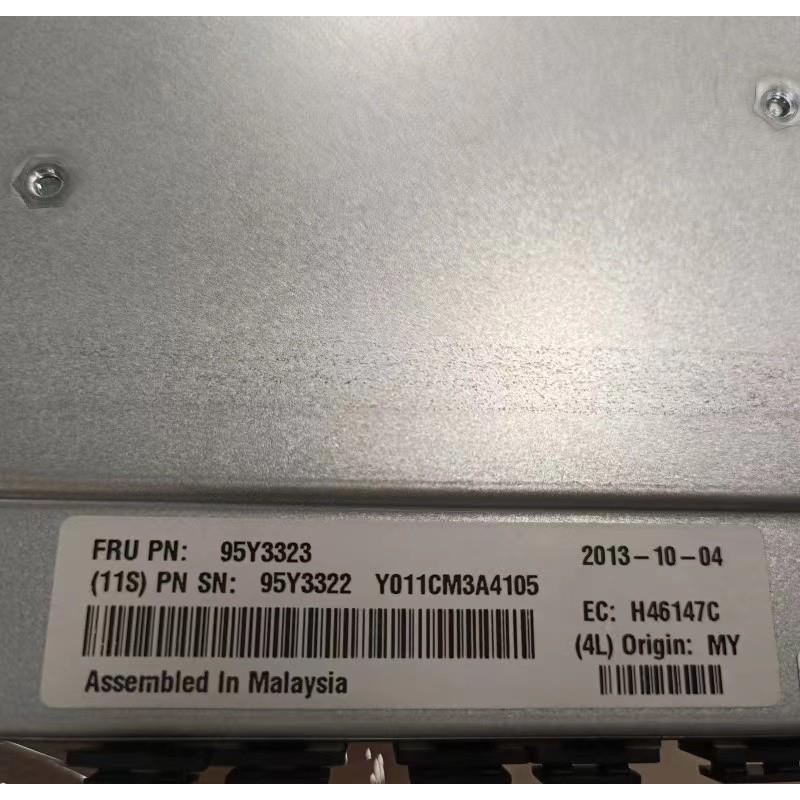 FRU PN: 95Y3323
2013-10-04
(11S) PN SN: 95Y3322 Y011CM3A4105
EC: H46147C
(4L) Origin: MY
Assembled In Malaysia